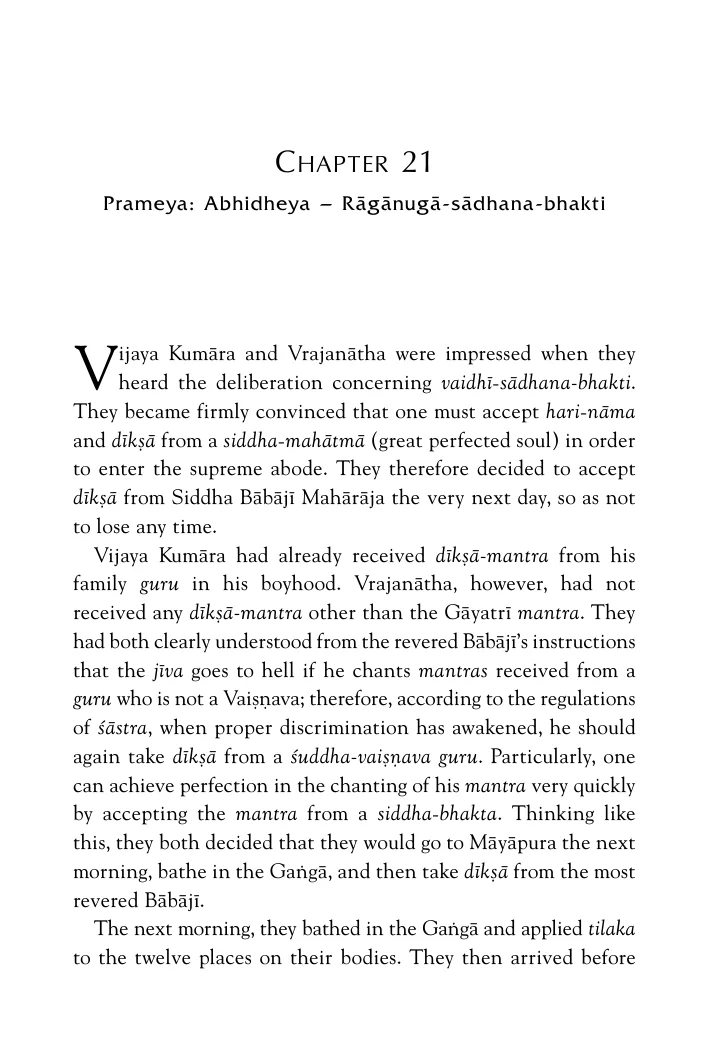 CHAPTER 21
Prameya: Abhidheya – Rāgānugā-sādhana-bhakti
Vijaya Kumāra and Vrajanātha were impressed when they
heard the deliberation concerning vaidhī-sādhana-bhakti.
They became firmly convinced that one must accept hari-nāma
and dīkṣā from a siddha-mahātmā (great perfected soul) in order
to enter the supreme abode. They therefore decided to accept
dīkṣā from Siddha Bābājī Mahārāja the very next day, so as not
to lose any time.
Vijaya Kumāra had already received dīkṣā-mantra from his
family guru in his boyhood. Vrajanātha, however, had not
received any dīkṣā-mantra other than the Gāyatrī mantra. They
had both clearly understood from the revered Bābājī’s instructions
that the jīva goes to hell if he chants mantras received from a
guru who is not a Vaiṣṇava; therefore, according to the regulations
of śāstra, when proper discrimination has awakened, he should
again take dīkṣā from a śuddha-vaiṣṇava guru. Particularly, one
can achieve perfection in the chanting of his mantra very quickly
by accepting the mantra from a siddha-bhakta. Thinking like
this, they both decided that they would go to Māyāpura the next
morning, bathe in the Gaṅgā, and then take dīkṣā from the most
revered Bābājī.
The next morning, they bathed in the Gaṅgā and applied tilaka
to the twelve places on their bodies. They then arrived before